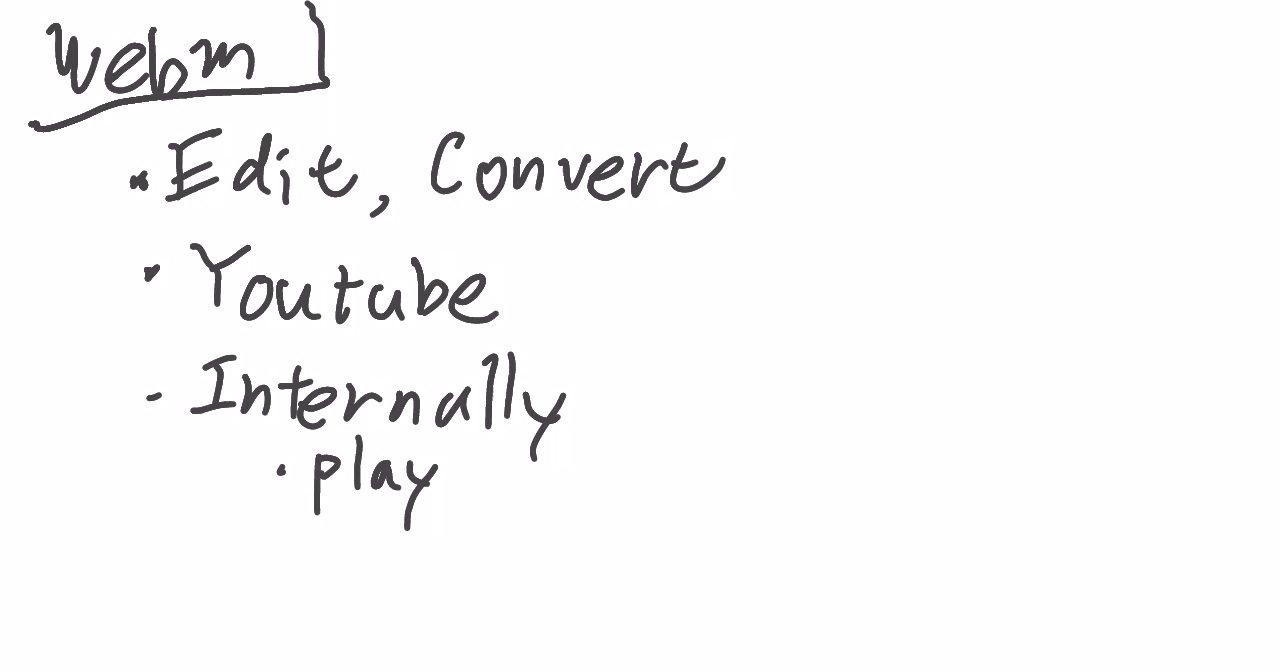 Webm
• Edit, Convert
• Youtube
- Internally
• play